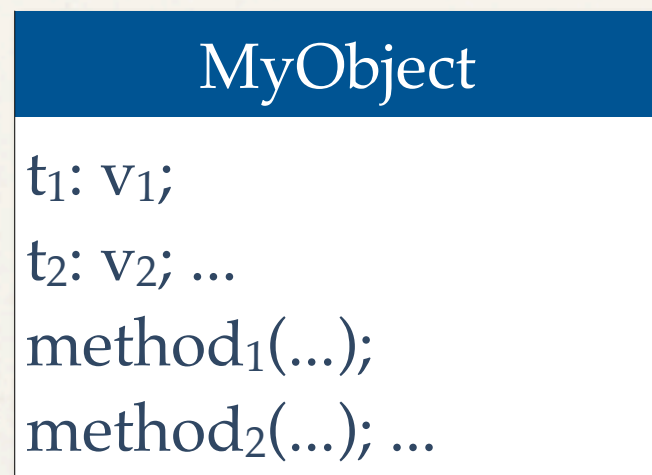 MyObject
t₁: v₁;
t₂: v₂; ...
method₁(...);
method₂(...); ...